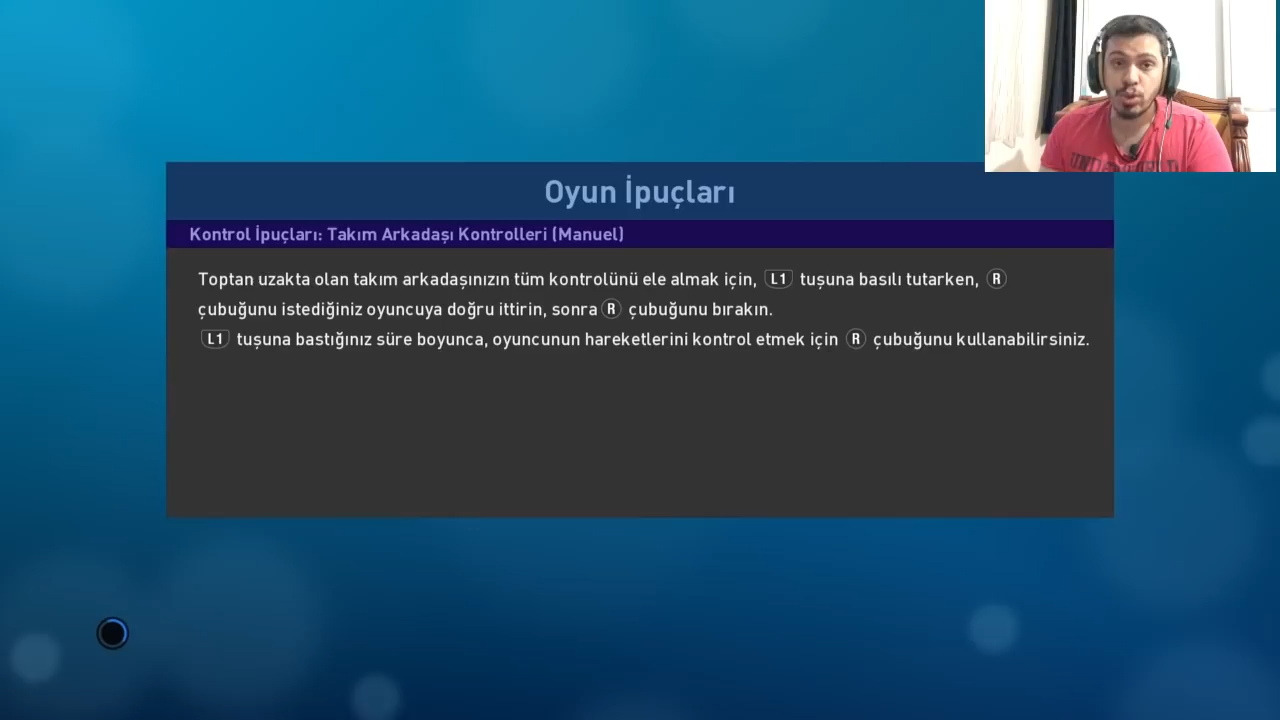 Oyun İpuçları
Kontrol İpuçları: Takım Arkadaşı Kontrolleri (Manuel)
Toptan uzakta olan takım arkadaşınızın tüm kontrolünü ele almak için, L1 tuşuna basılı tutarken, R
çubuğunu istediğiniz oyuncuya doğru ittirin, sonra R çubuğunu bırakın.
L1 tuşuna bastığınız süre boyunca, oyuncunun hareketlerini kontrol etmek için R çubuğunu kullanabilirsiniz.